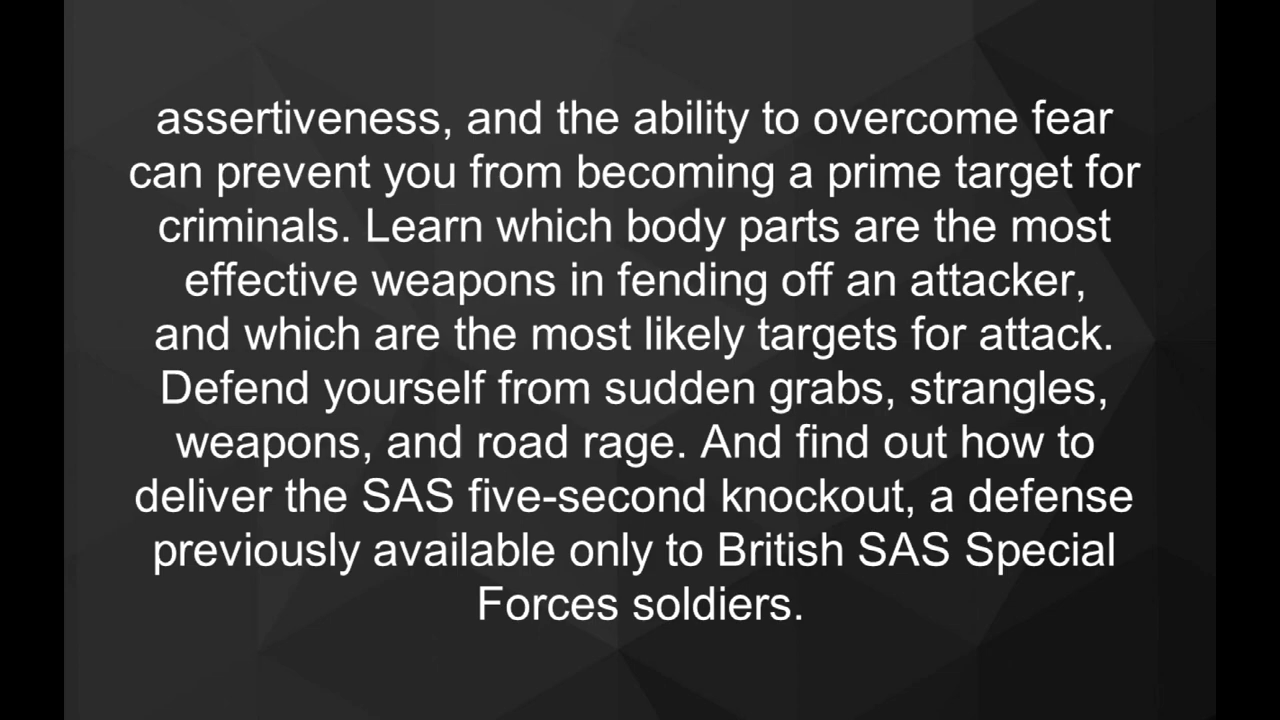 assertiveness, and the ability to overcome fear
can prevent you from becoming a prime target for
criminals. Learn which body parts are the most
effective weapons in fending off an attacker,
and which are the most likely targets for attack.
Defend yourself from sudden grabs, strangles,
weapons, and road rage. And find out how to
deliver the SAS five-second knockout, a defense
previously available only to British SAS Special
Forces soldiers.